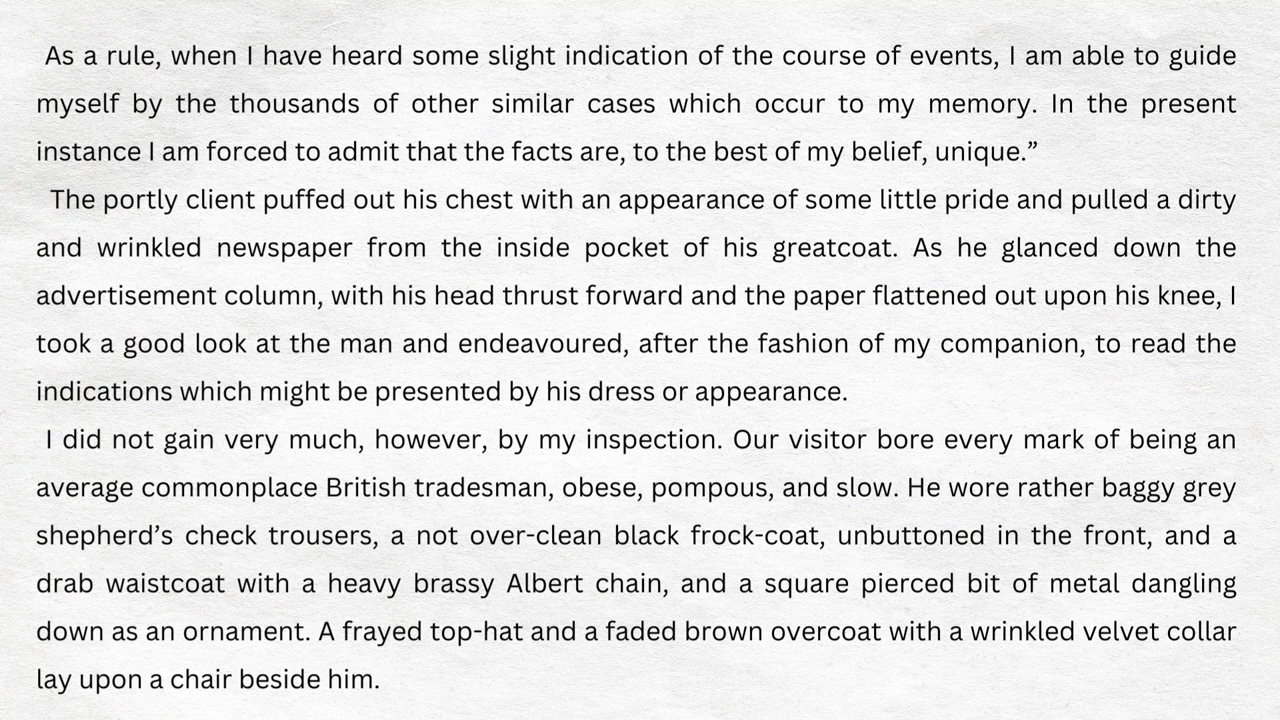 As a rule, when I have heard some slight indication of the course of events, I am able to guide
myself by the thousands of other similar cases which occur to my memory. In the present
instance I am forced to admit that the facts are, to the best of my belief, unique.”
The portly client puffed out his chest with an appearance of some little pride and pulled a dirty
and wrinkled newspaper from the inside pocket of his greatcoat. As he glanced down the
advertisement column, with his head thrust forward and the paper flattened out upon his knee, I
took a good look at the man and endeavoured, after the fashion of my companion, to read the
indications which might be presented by his dress or appearance.
I did not gain very much, however, by my inspection. Our visitor bore every mark of being an
average commonplace British tradesman, obese, pompous, and slow. He wore rather baggy grey
shepherd’s check trousers, a not over-clean black frock-coat, unbuttoned in the front, and a
drab waistcoat with a heavy brassy Albert chain, and a square pierced bit of metal dangling
down as an ornament. A frayed top-hat and a faded brown overcoat with a wrinkled velvet collar
lay upon a chair beside him.